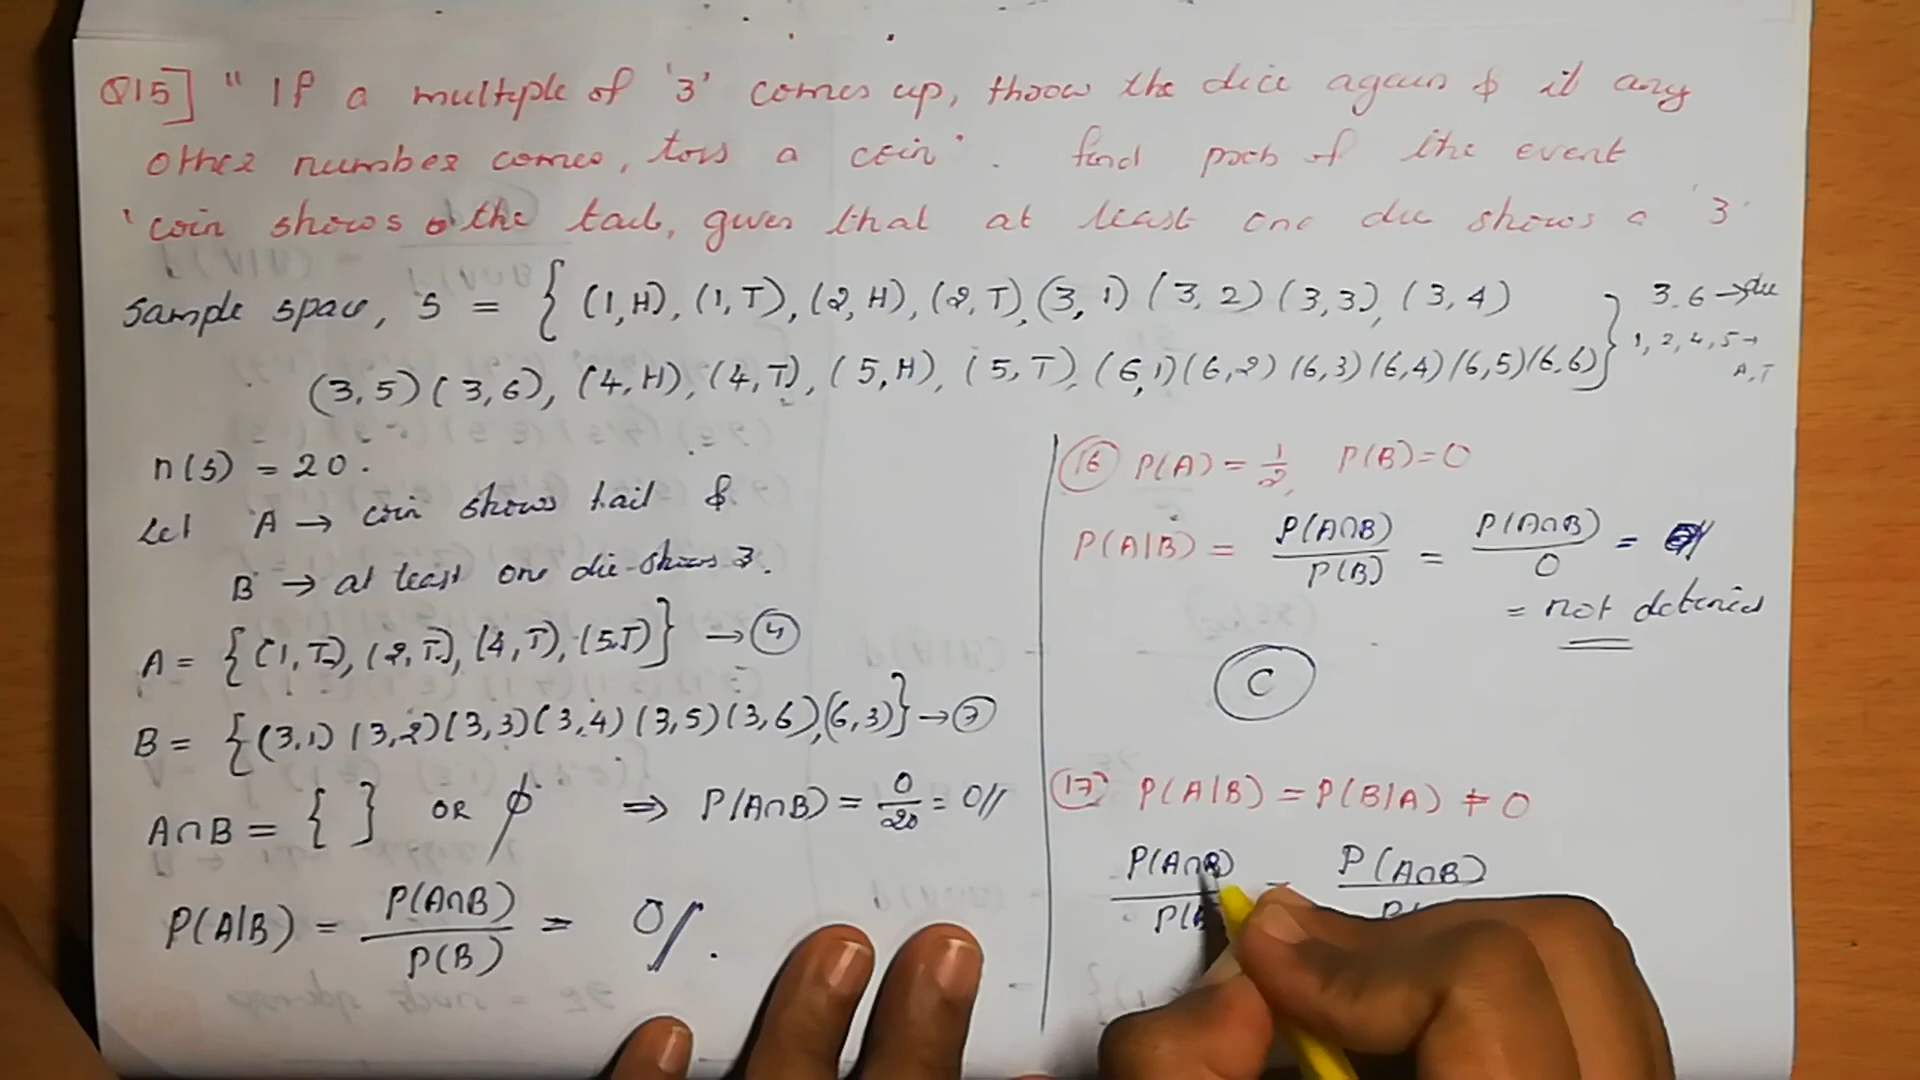 Q15] " If a multiple of '3' comes up, throw the dice again & if any
other number comes, toss a coin". find prob of the event
'coin shows the tail, given that at least one die shows a '3'
Sample space, S = { (1,H), (1,T), (2,H), (2,T), (3,1) (3,2) (3,3), (3,4)
(3,5) (3,6), (4,H), (4,T), (5,H), (5,T), (6,1) (6,2) (6,3) (6,4) (6,5) (6,6) }
3.6 → die
1, 2, 4, 5 →
n(s) = 20.
Let A → coin shows tail &
B → at least one die shows 3.
A = { (1,T), (2,T), (4,T), (5,T) } → 4
B = { (3,1) (3,2) (3,3) (3,4) (3,5) (3,6), (6,3) } → 7
A∩B = { } OR ϕ ⇒ P(A∩B) = 0/20 = 0//
P(A|B) = P(A∩B)/P(B) = 0//.
16 P(A) = 1/2, P(B) = 0
P(A|B) = P(A∩B)/P(B) = P(A∩B)/0 =
= not defined
C
17 P(A|B) = P(B|A) ≠ 0
P(A∩B) = P(A∩B)